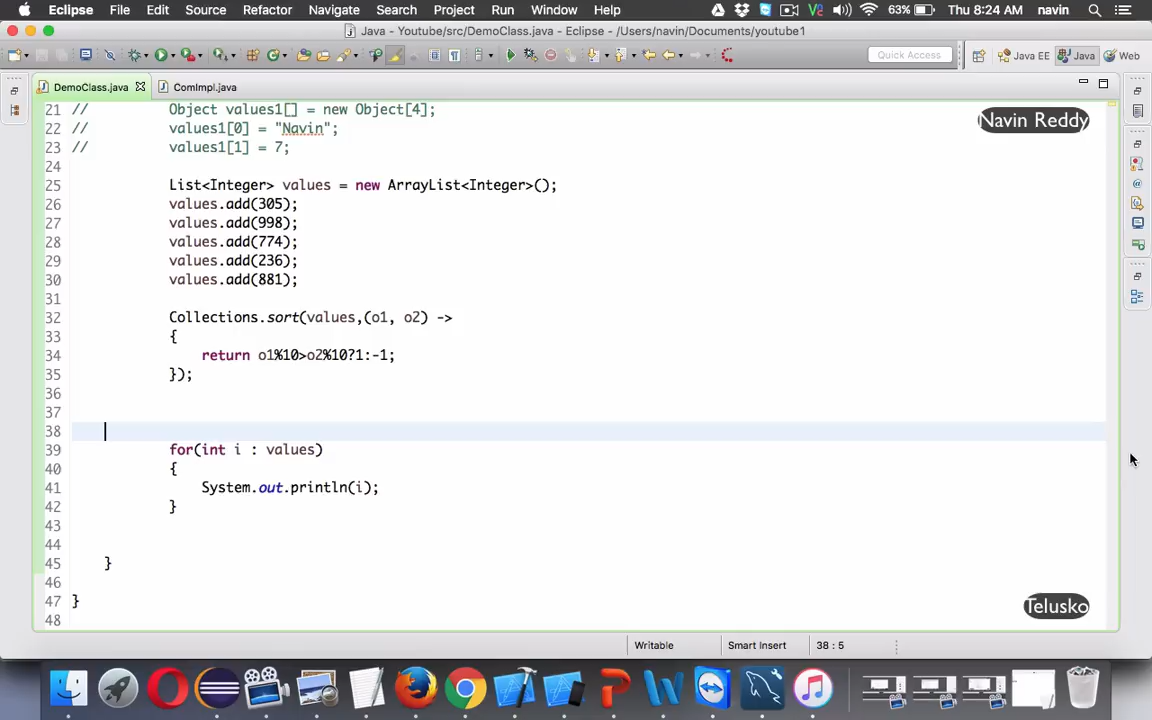 Eclipse File Edit Source Refactor Navigate Search Project Run Window Help 63% Thu 8:24 AM navin
Java - Youtube/src/DemoClass.java - Eclipse - /Users/navin/Documents/youtube1
Quick Access Java EE Java Web
DemoClass.java ComImpl.java
21 // Object values1[] = new Object[4];
22 // values1[0] = "Navin";
23 // values1[1] = 7;
24
25 List<Integer> values = new ArrayList<Integer>();
26 values.add(305);
27 values.add(998);
28 values.add(774);
29 values.add(236);
30 values.add(881);
31
32 Collections.sort(values,(o1, o2) ->
33 {
34 return o1%10>o2%10?1:-1;
35 });
36
37
38
39 for(int i : values)
40 {
41 System.out.println(i);
42 }
43
44
45 }
46
47 }
48
Navin Reddy
Telusko
Writable Smart Insert 38 : 5